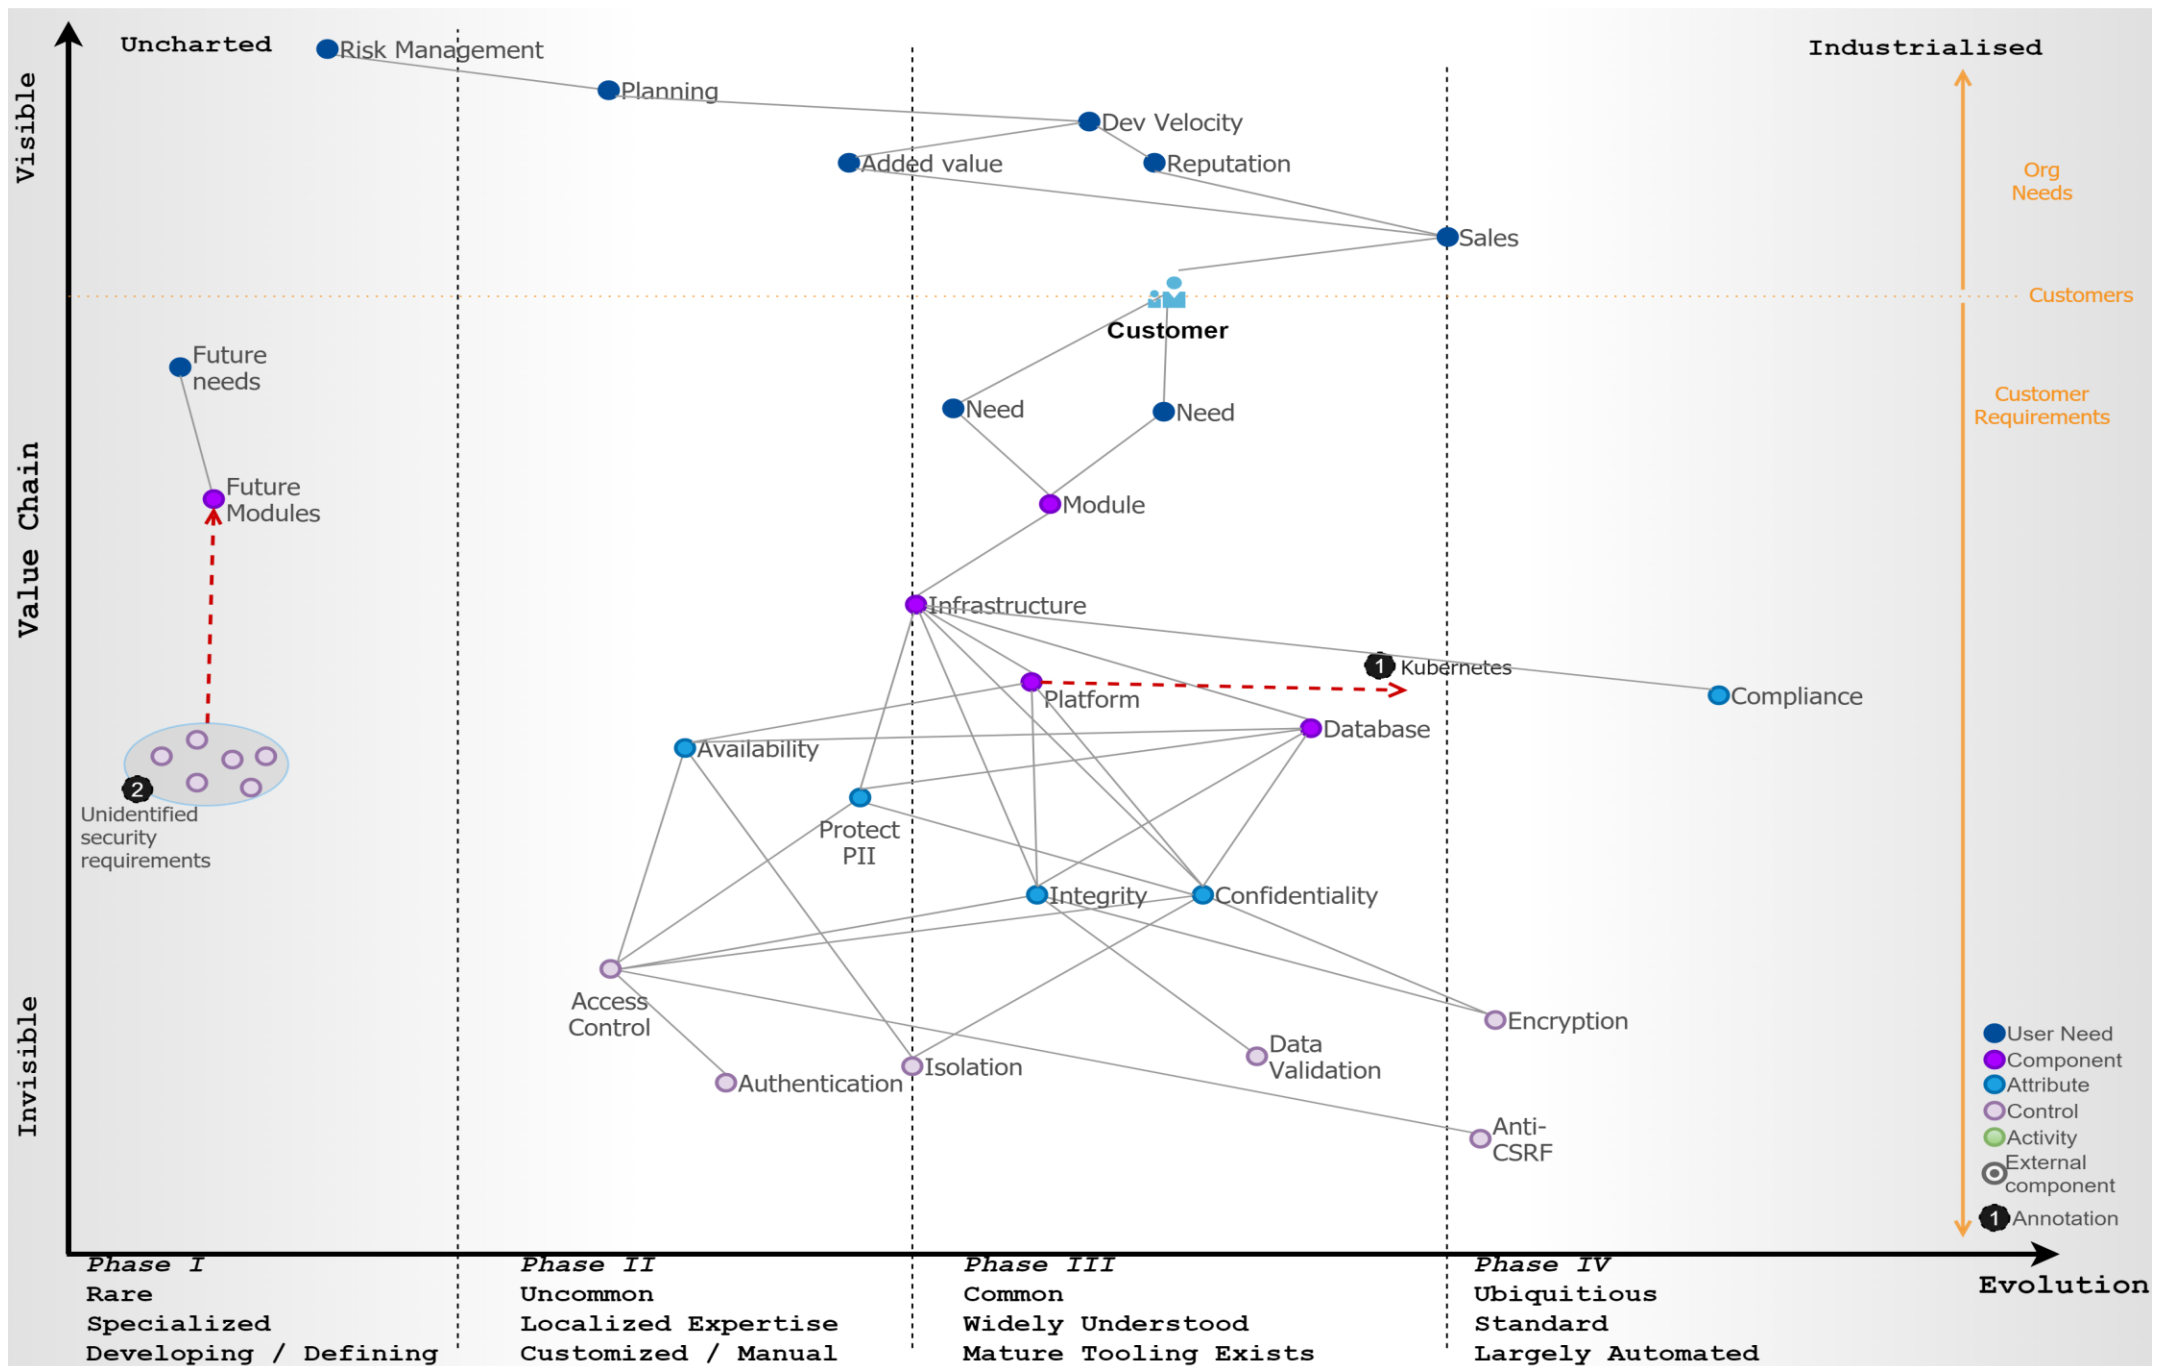 Uncharted
Industrialised
Visible
Value Chain
Invisible
Risk Management
Planning
Dev Velocity
Added value
Reputation
Org
Needs
Sales
Customers
Customer
Future
needs
Need
Need
Customer
Requirements
Future
Modules
Module
Infrastructure
1 Kubernetes
Platform
Compliance
Database
Availability
2
Unidentified
security
requirements
Protect
PII
Integrity
Confidentiality
Access
Control
Encryption
Data
Validation
Isolation
Authentication
Anti-
CSRF
User Need
Component
Attribute
Control
Activity
External
component
1 Annotation
Evolution
Phase I
Rare
Specialized
Developing / Defining
Phase II
Uncommon
Localized Expertise
Customized / Manual
Phase III
Common
Widely Understood
Mature Tooling Exists
Phase IV
Ubiquitious
Standard
Largely Automated